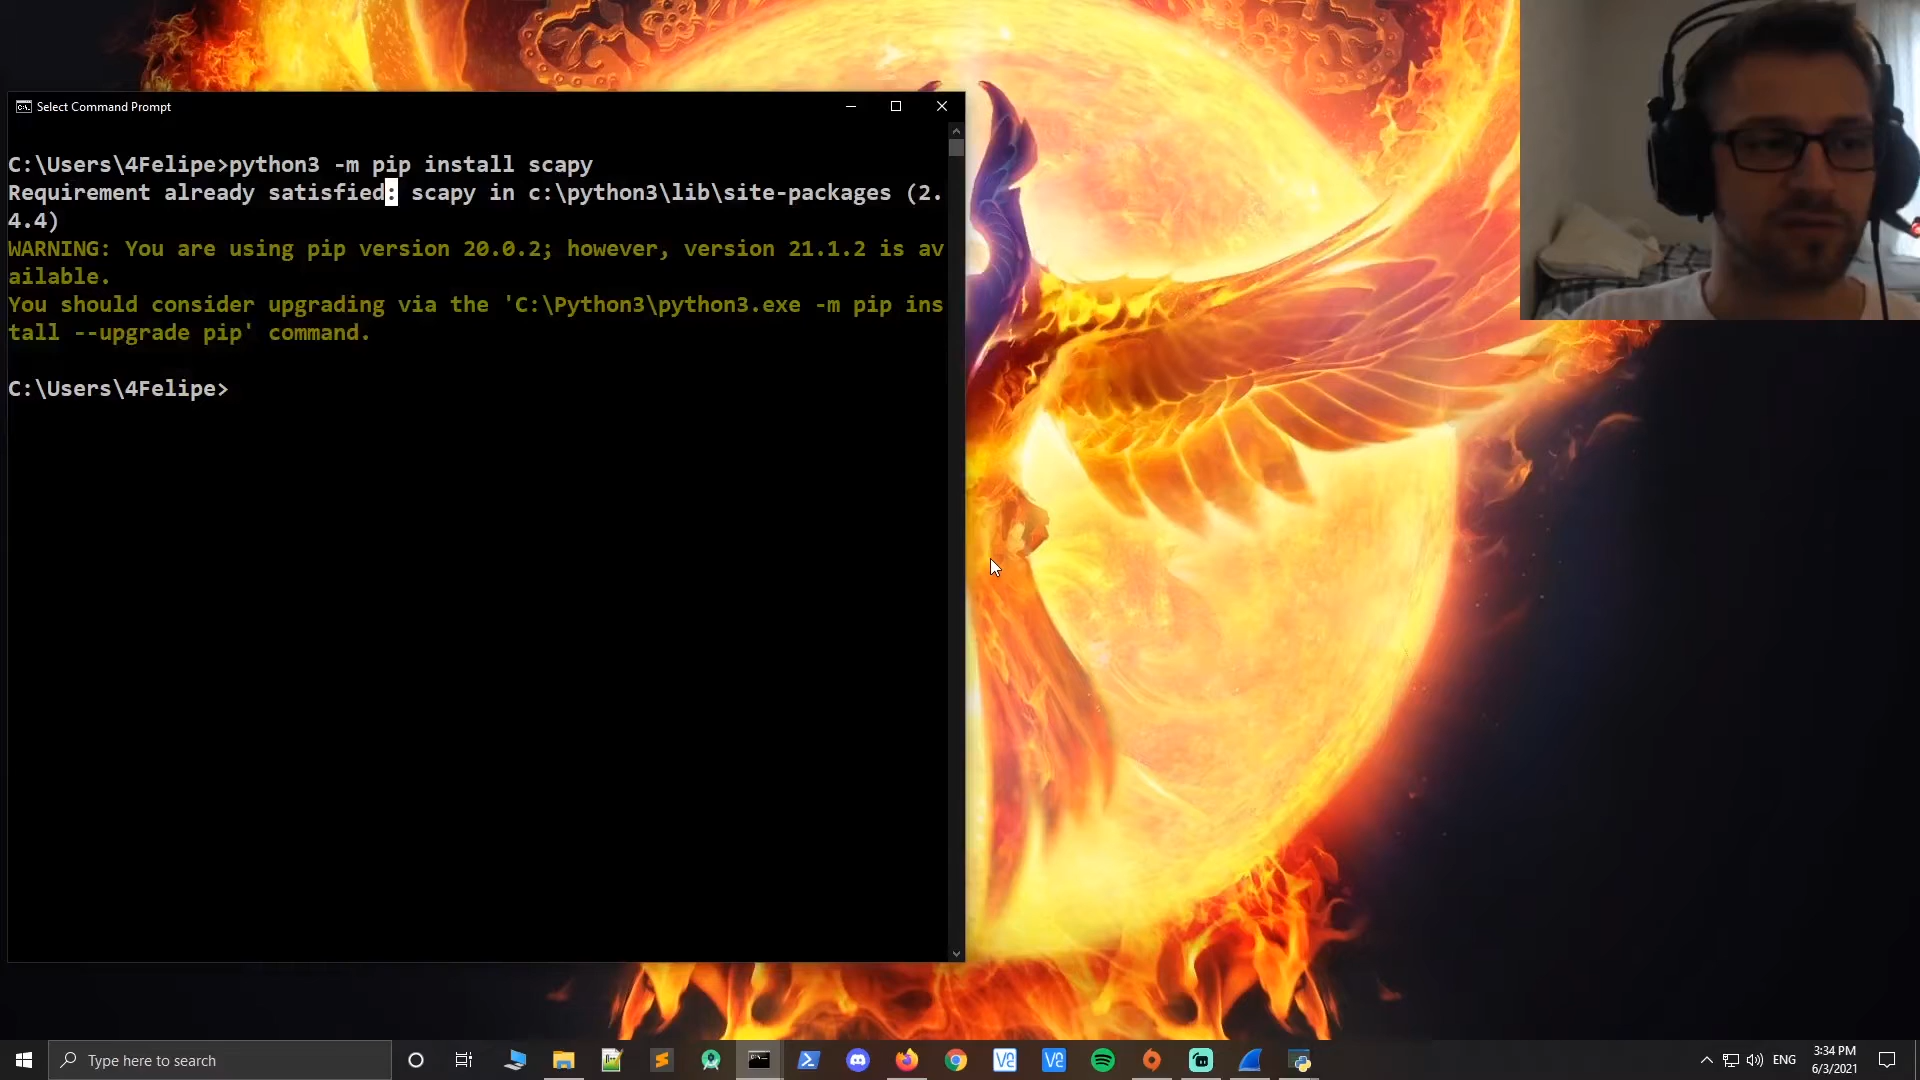 Select Command Prompt
C:\Users\4Felipe>python3 -m pip install scapy
Requirement already satisfied: scapy in c:\python3\lib\site-packages (2.
4.4)
WARNING: You are using pip version 20.0.2; however, version 21.1.2 is av
ailable.
You should consider upgrading via the 'C:\Python3\python3.exe -m pip ins
tall --upgrade pip' command.
C:\Users\4Felipe>
Type here to search
ENG
3:34 PM
6/3/2021